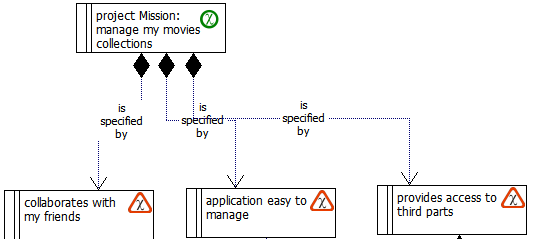 project Mission:
manage my movies
collections
χ
is
specified
by
is
specified
by
is
specified
by
collaborates with
my friends
χ
application easy to
manage
χ
provides access to
third parts
χ